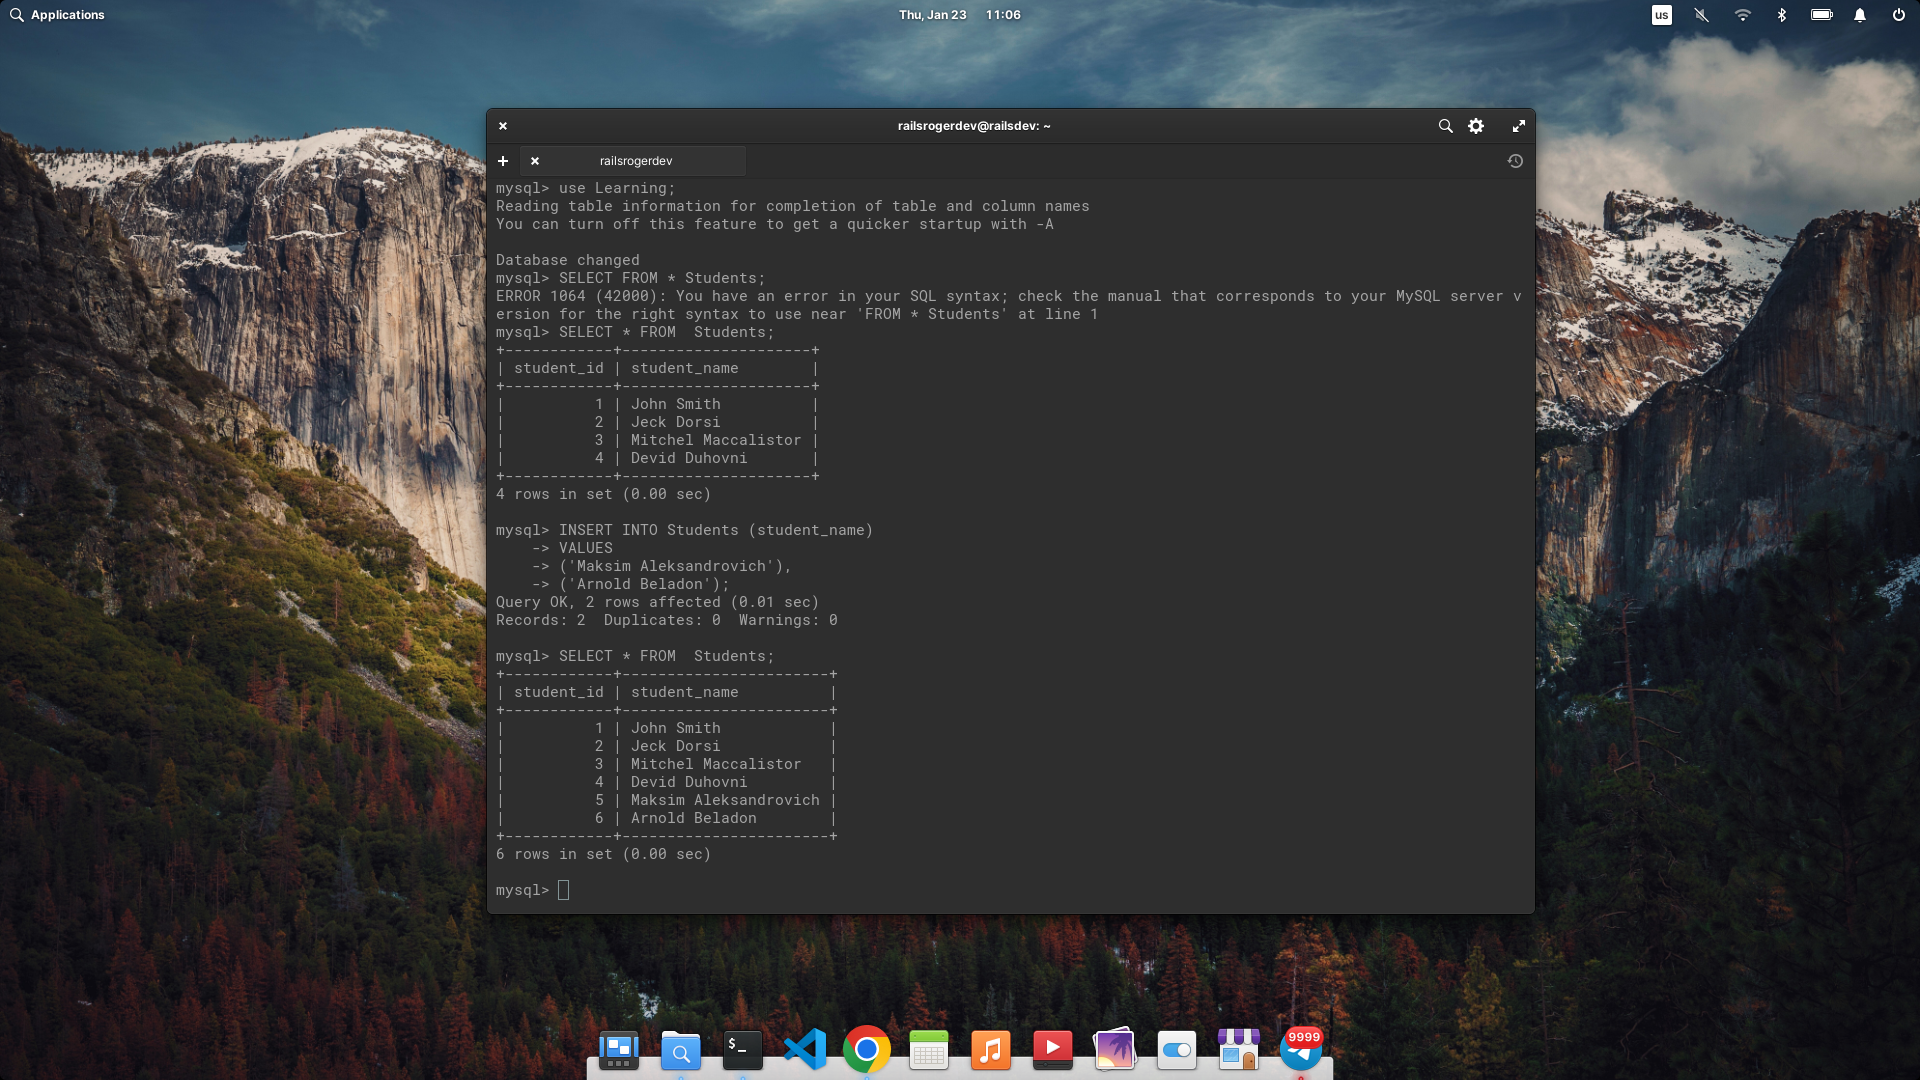 Applications
Thu, Jan 23 11:06
us
railsrogerdev@railsdev: ~
railsrogerdev
mysql> use Learning;
Reading table information for completion of table and column names
You can turn off this feature to get a quicker startup with -A
Database changed
mysql> SELECT FROM * Students;
ERROR 1064 (42000): You have an error in your SQL syntax; check the manual that corresponds to your MySQL server v
ersion for the right syntax to use near 'FROM * Students' at line 1
mysql> SELECT * FROM  Students;
+------------+---------------------+
| student_id | student_name        |
+------------+---------------------+
|          1 | John Smith          |
|          2 | Jeck Dorsi          |
|          3 | Mitchel Maccalistor |
|          4 | Devid Duhovni       |
+------------+---------------------+
4 rows in set (0.00 sec)
mysql> INSERT INTO Students (student_name)
    -> VALUES
    -> ('Maksim Aleksandrovich'),
    -> ('Arnold Beladon');
Query OK, 2 rows affected (0.01 sec)
Records: 2  Duplicates: 0  Warnings: 0
mysql> SELECT * FROM  Students;
+------------+-----------------------+
| student_id | student_name          |
+------------+-----------------------+
|          1 | John Smith            |
|          2 | Jeck Dorsi            |
|          3 | Mitchel Maccalistor   |
|          4 | Devid Duhovni         |
|          5 | Maksim Aleksandrovich |
|          6 | Arnold Beladon        |
+------------+-----------------------+
6 rows in set (0.00 sec)
mysql>
$ _
9999